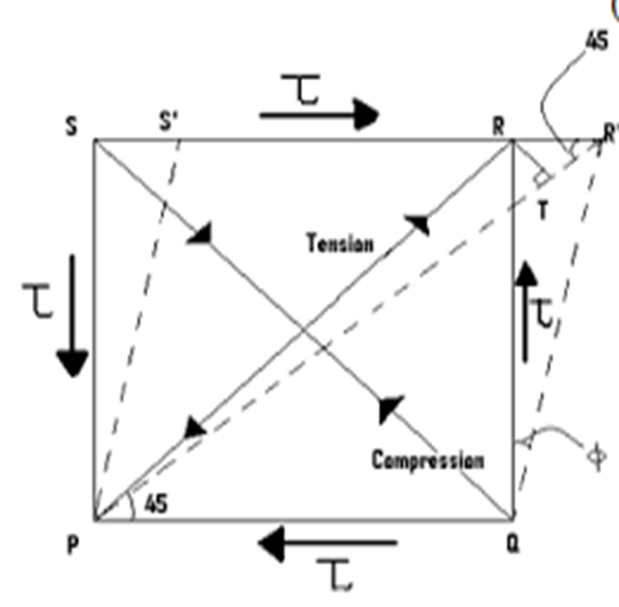 45
τ
S
S'
R
R'
T
Tension
τ
τ
Compression
ϕ
45
P
Q
τ